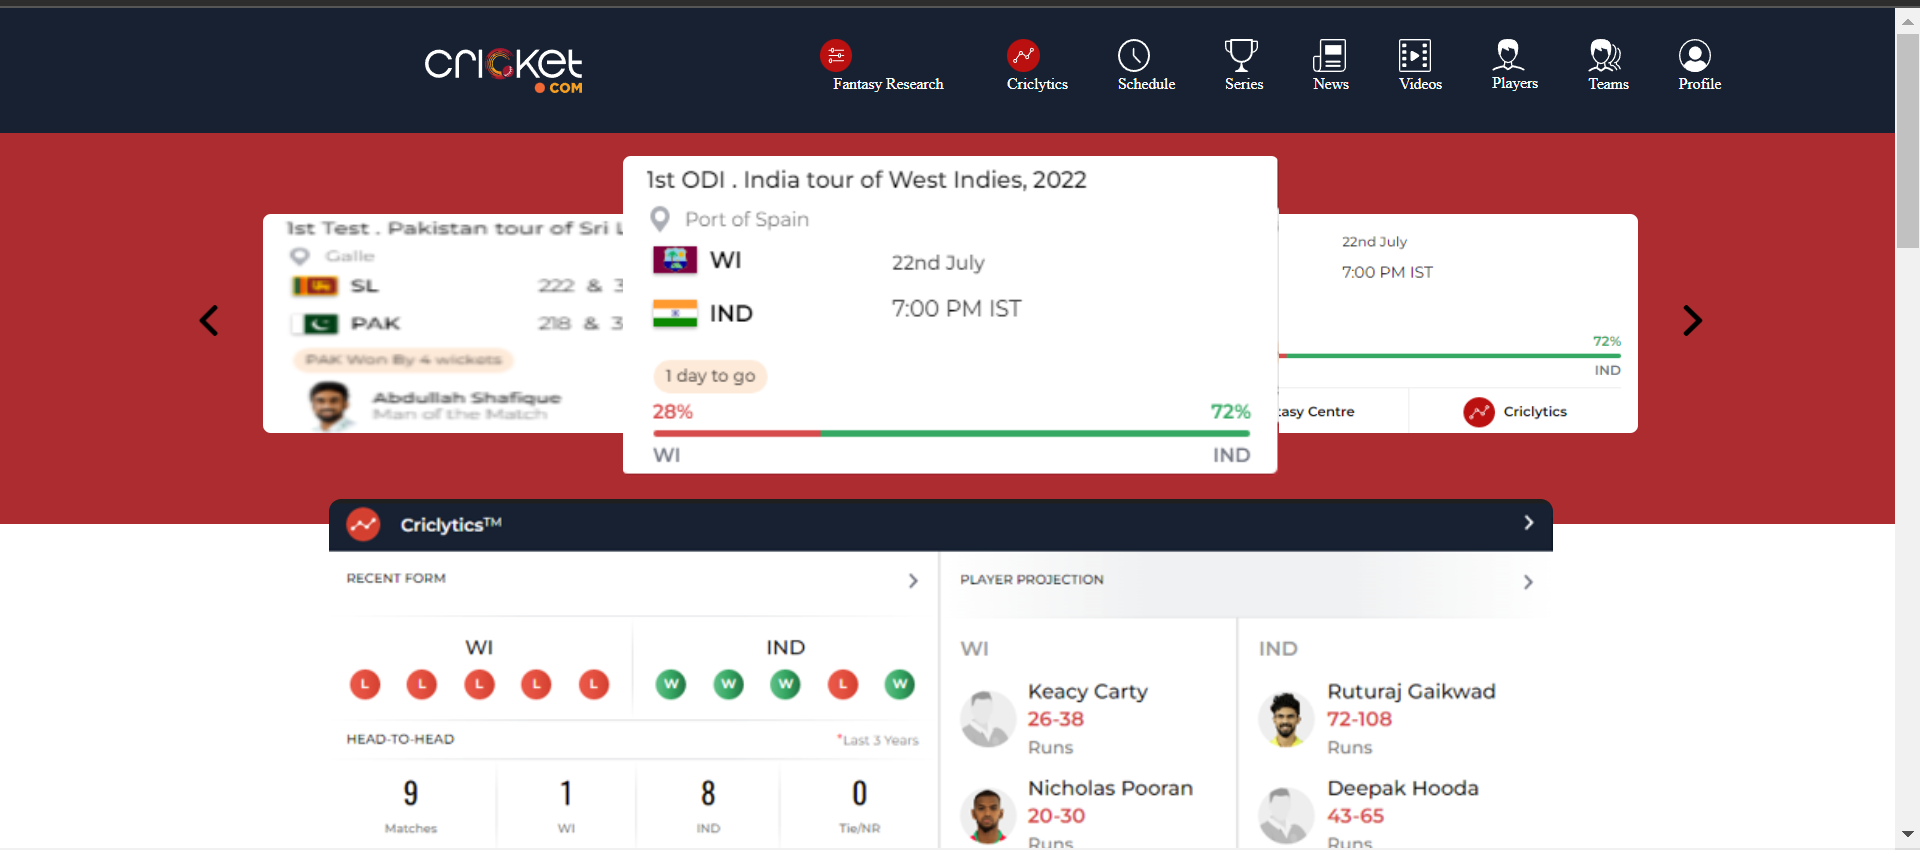 cricket
.COM
Fantasy Research
Criclytics
Schedule
Series
News
Videos
Players
Teams
Profile
1st Test . Pakistan tour of Sri L
Galle
SL 222 & 3
PAK 218 & 3
PAK Won By 4 wickets
Abdullah Shafique
Man of the Match
1st ODI . India tour of West Indies, 2022
Port of Spain
WI 22nd July
IND 7:00 PM IST
1 day to go
28% 72%
WI IND
22nd July
7:00 PM IST
72%
IND
tasy Centre
Criclytics
Criclytics™
RECENT FORM
WI IND
L L L L L W W W L W
HEAD-TO-HEAD *Last 3 Years
9 1 8 0
Matches WI IND Tie/NR
PLAYER PROJECTION
WI
Keacy Carty
26-38
Runs
Nicholas Pooran
20-30
Runs
IND
Ruturaj Gaikwad
72-108
Runs
Deepak Hooda
43-65
Runs